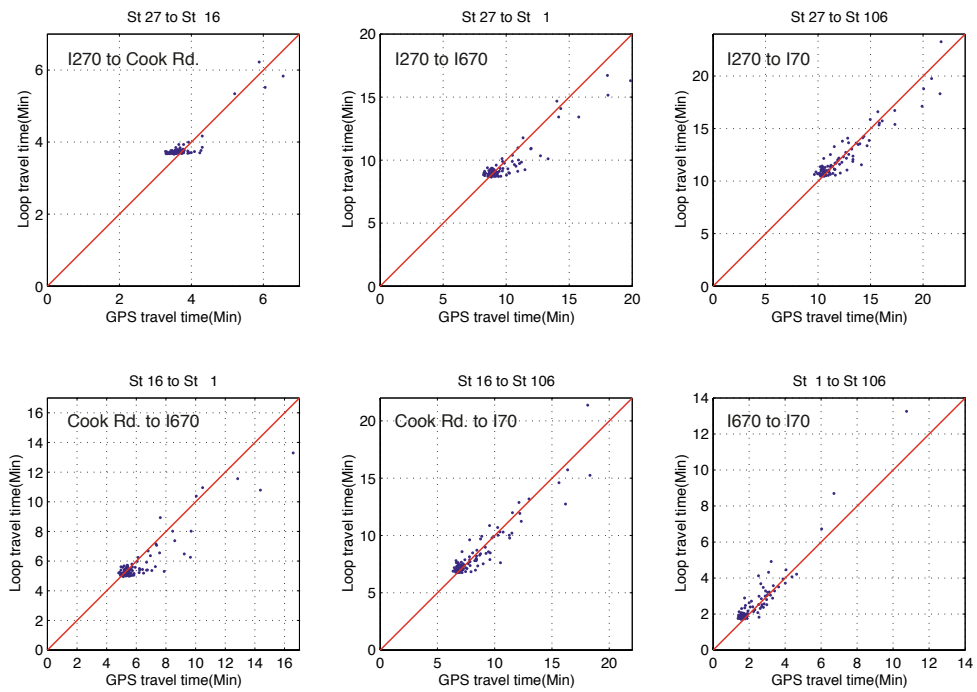 St 27 to St 16
I270 to Cook Rd.
Loop travel time(Min)
6
4
2
0
0 2 4 6
GPS travel time(Min)
St 27 to St 1
I270 to I670
Loop travel time(Min)
20
15
10
5
0
0 5 10 15 20
GPS travel time(Min)
St 27 to St 106
I270 to I70
Loop travel time(Min)
20
15
10
5
0
0 5 10 15 20
GPS travel time(Min)
St 16 to St 1
Cook Rd. to I670
Loop travel time(Min)
16
14
12
10
8
6
4
2
0
0 2 4 6 8 10 12 14 16
GPS travel time(Min)
St 16 to St 106
Cook Rd. to I70
Loop travel time(Min)
20
15
10
5
0
0 5 10 15 20
GPS travel time(Min)
St 1 to St 106
I670 to I70
Loop travel time(Min)
14
12
10
8
6
4
2
0
0 2 4 6 8 10 12 14
GPS travel time(Min)